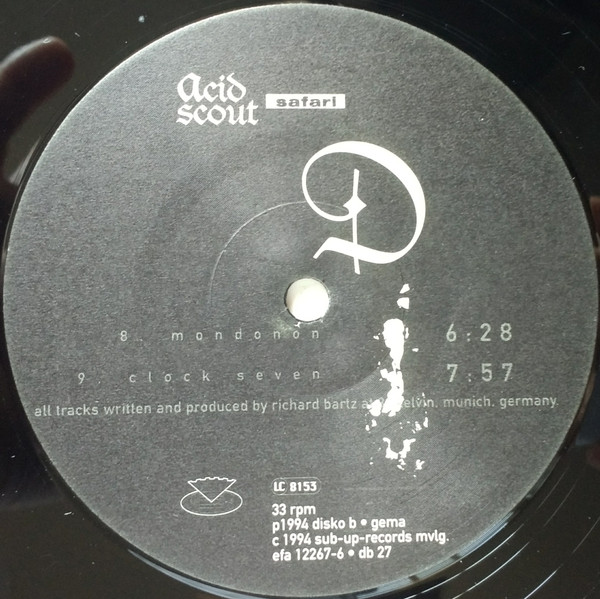 acid
scout safari
D
8. mondonon 6:28
9. clock seven 7:57
all tracks written and produced by richard bartz munich. germany.
LC 8153
33 rpm
p1994 disko b • gema
c 1994 sub-up-records mvlg.
efa 12267-6 • db 27